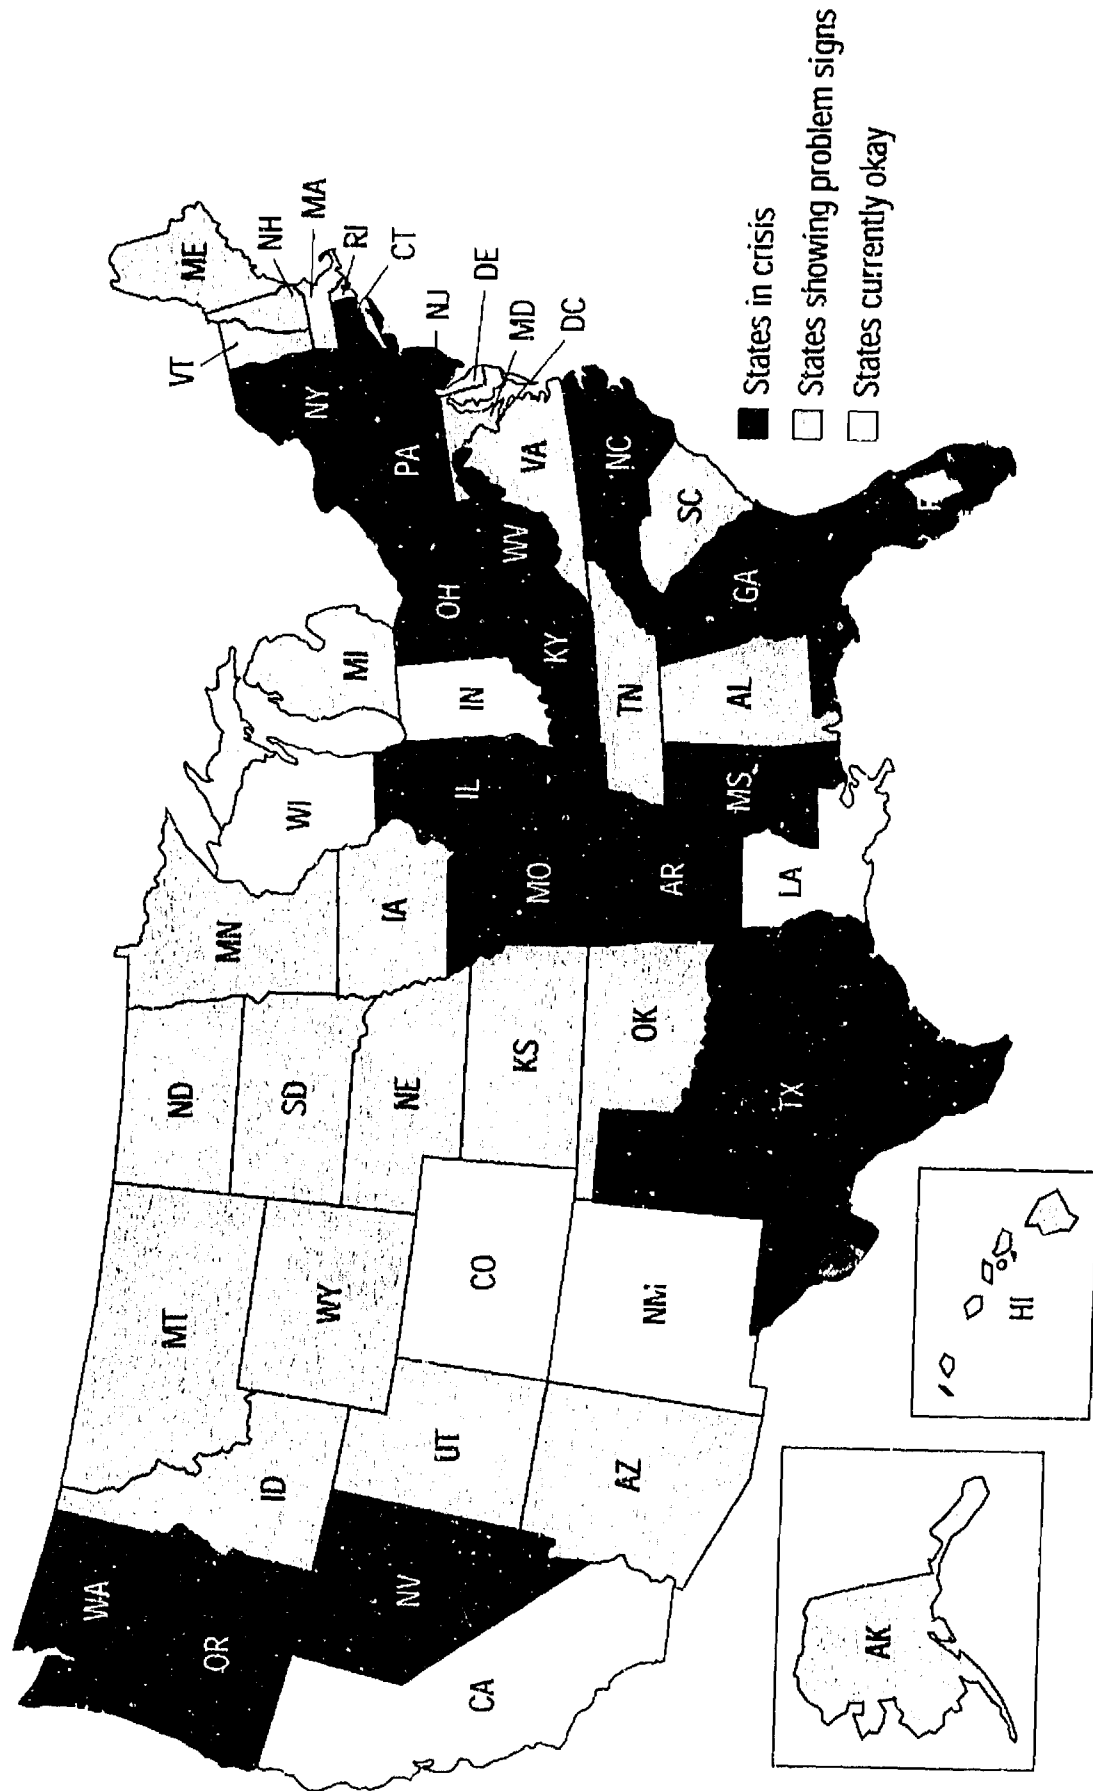 WA
OR
CA
NV
ID
MT
WY
UT
AZ
CO
NM
ND
SD
NE
KS
OK
TX
MN
IA
MO
AR
LA
WI
IL
MS
MI
IN
OH
KY
TN
AL
GA
SC
NC
VA
WV
PA
NY
VT
ME
NH
MA
RI
CT
NJ
DE
MD
DC
AK
HI
States in crisis
States showing problem signs
States currently okay